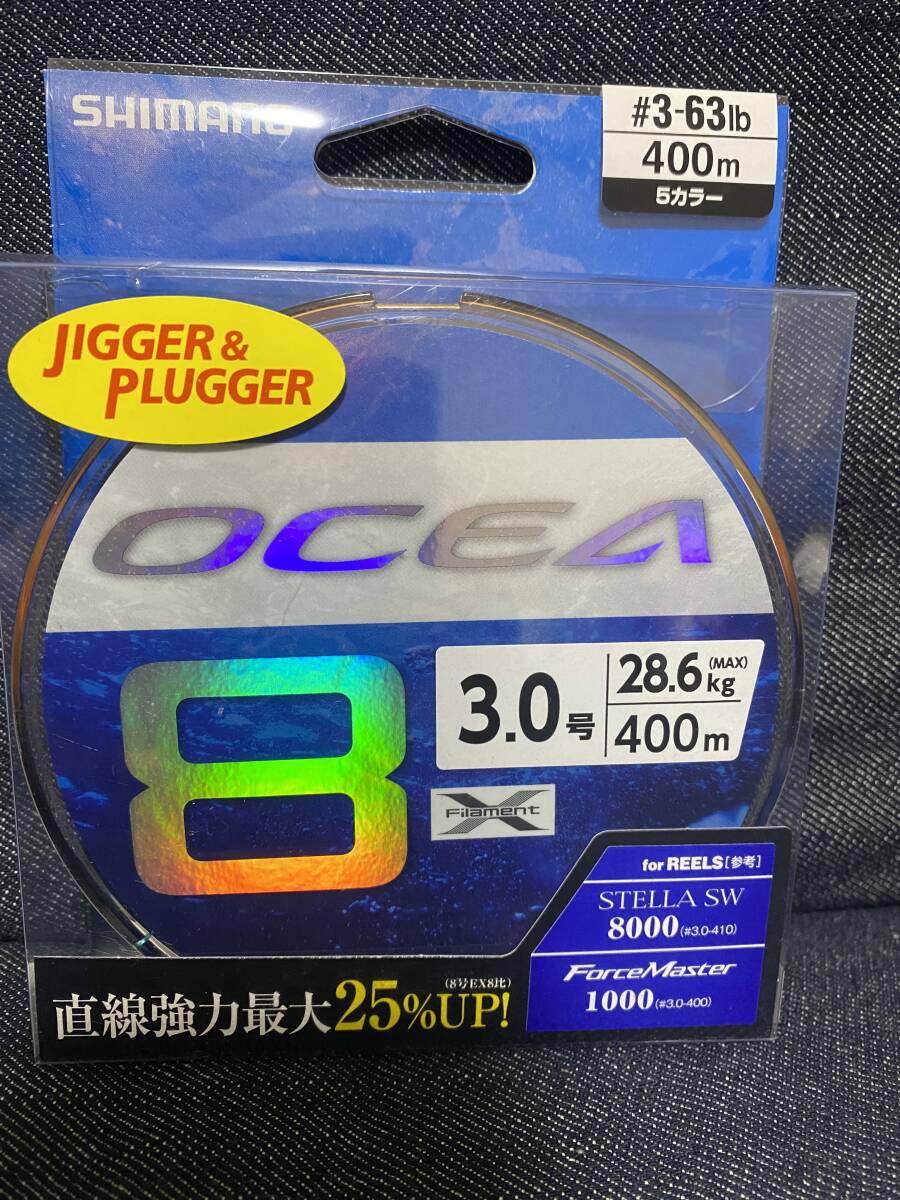 SHIMANO
#3-63lb
400m
5カラー
JIGGER &
PLUGGER
OCEA
8
3.0号
28.6kg (MAX)
400m
X Filament
for REELS[参考]
STELLA SW
8000(#3.0-410)
ForceMaster
1000(#3.0-400)
(8号EX8比)
直線強力最大25%UP!